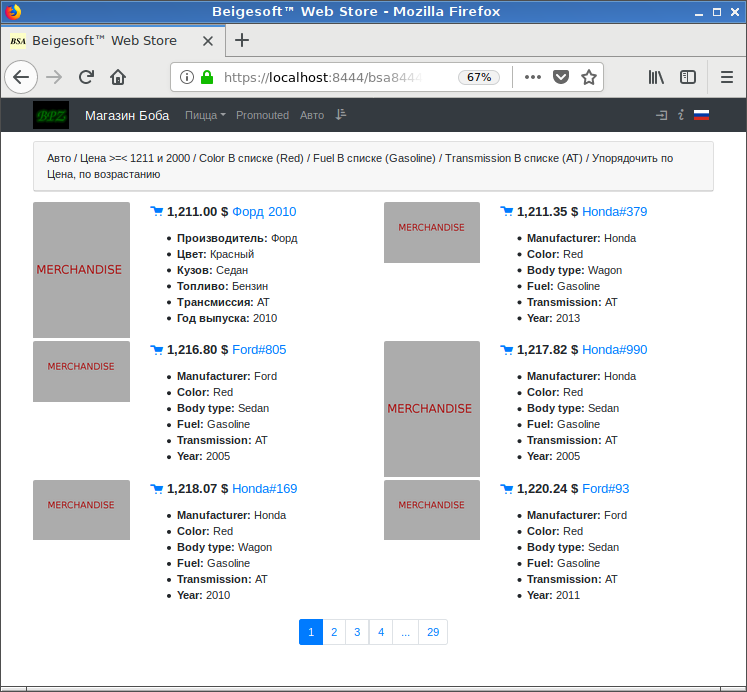 Beigesoft™ Web Store - Mozilla Firefox
BSA Beigesoft™ Web Store
https://localhost:8444/bsa8444 67%
BPZ Магазин Боба Пицца Promouted Авто
Авто / Цена >=< 1211 и 2000 / Color В списке (Red) / Fuel В списке (Gasoline) / Transmission В списке (AT) / Упорядочить по
Цена, по возрастанию
MERCHANDISE
1,211.00 $ Форд 2010
Производитель: Форд
Цвет: Красный
Кузов: Седан
Топливо: Бензин
Трансмиссия: AT
Год выпуска: 2010
MERCHANDISE
1,211.35 $ Honda#379
Manufacturer: Honda
Color: Red
Body type: Wagon
Fuel: Gasoline
Transmission: AT
Year: 2013
MERCHANDISE
1,216.80 $ Ford#805
Manufacturer: Ford
Color: Red
Body type: Sedan
Fuel: Gasoline
Transmission: AT
Year: 2005
MERCHANDISE
1,217.82 $ Honda#990
Manufacturer: Honda
Color: Red
Body type: Sedan
Fuel: Gasoline
Transmission: AT
Year: 2005
MERCHANDISE
1,218.07 $ Honda#169
Manufacturer: Honda
Color: Red
Body type: Wagon
Fuel: Gasoline
Transmission: AT
Year: 2010
MERCHANDISE
1,220.24 $ Ford#93
Manufacturer: Ford
Color: Red
Body type: Sedan
Fuel: Gasoline
Transmission: AT
Year: 2011
1 2 3 4 ... 29